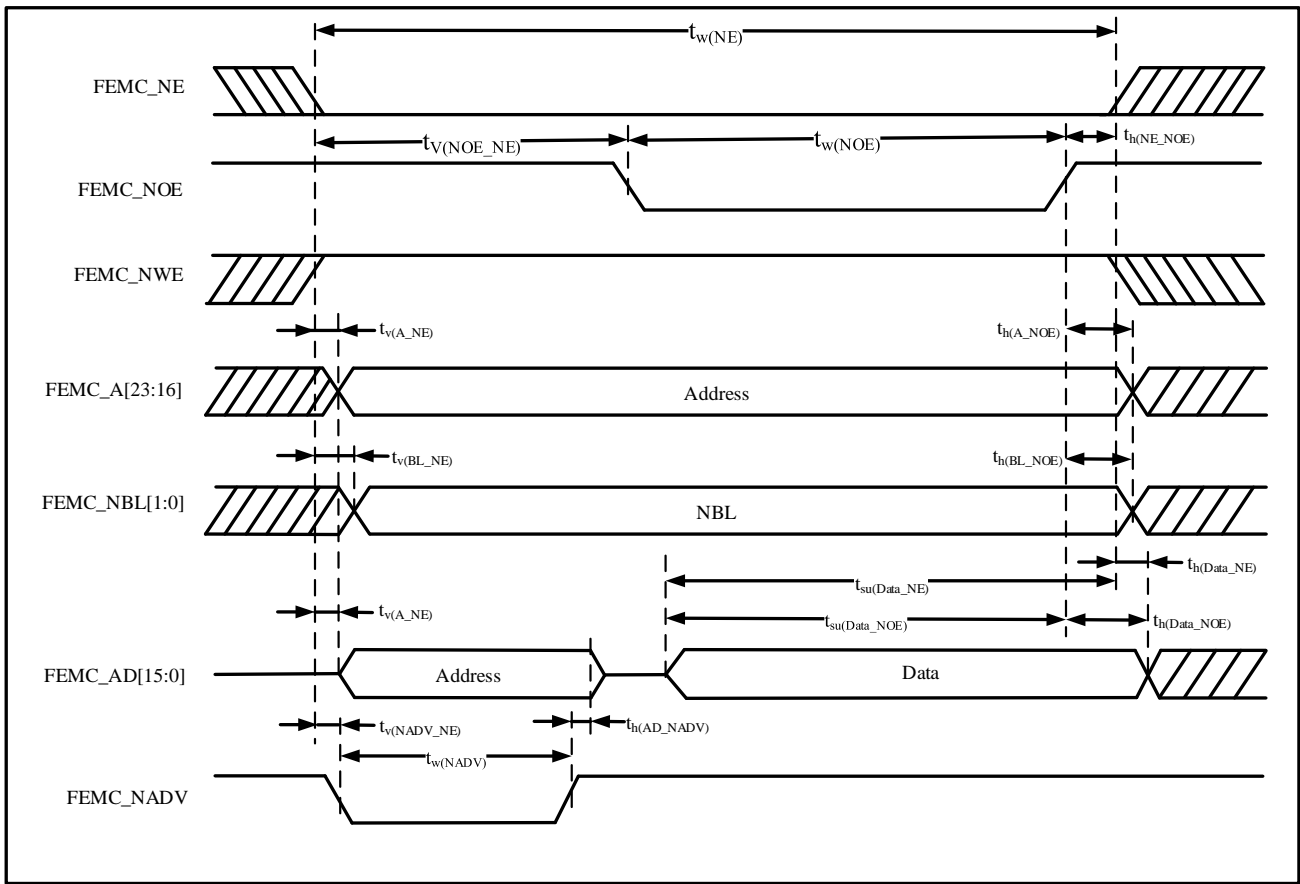 tw(NE)
FEMC_NE
tV(NOE_NE)
tw(NOE)
th(NE_NOE)
FEMC_NOE
FEMC_NWE
tv(A_NE)
th(A_NOE)
FEMC_A[23:16]
Address
tv(BL_NE)
th(BL_NOE)
FEMC_NBL[1:0]
NBL
th(Data_NE)
tsu(Data_NE)
tv(A_NE)
tsu(Data_NOE)
th(Data_NOE)
FEMC_AD[15:0]
Address
Data
tv(NADV_NE)
th(AD_NADV)
tw(NADV)
FEMC_NADV